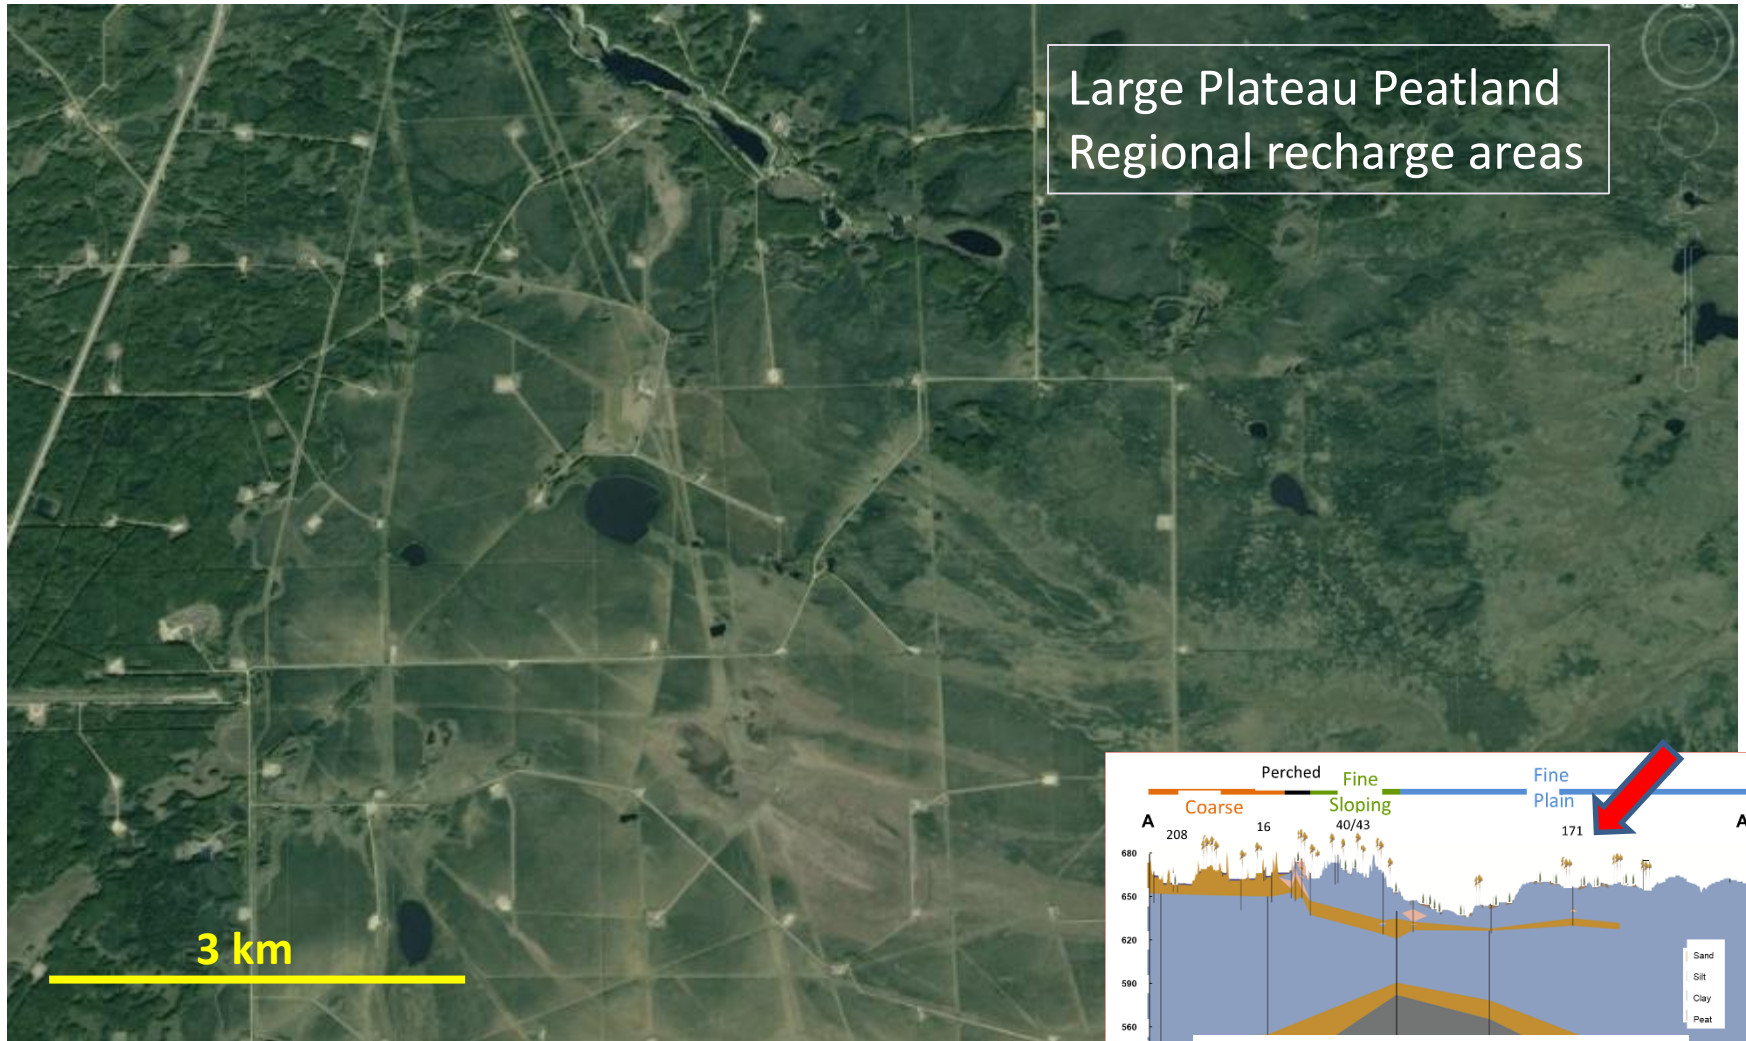 Large Plateau Peatland
Regional recharge areas
3 km
Perched
Fine
Sloping
Fine
Plain
Coarse
A
A
208
16
40/43
171
680
650
620
590
560
Sand
Silt
Clay
Peat